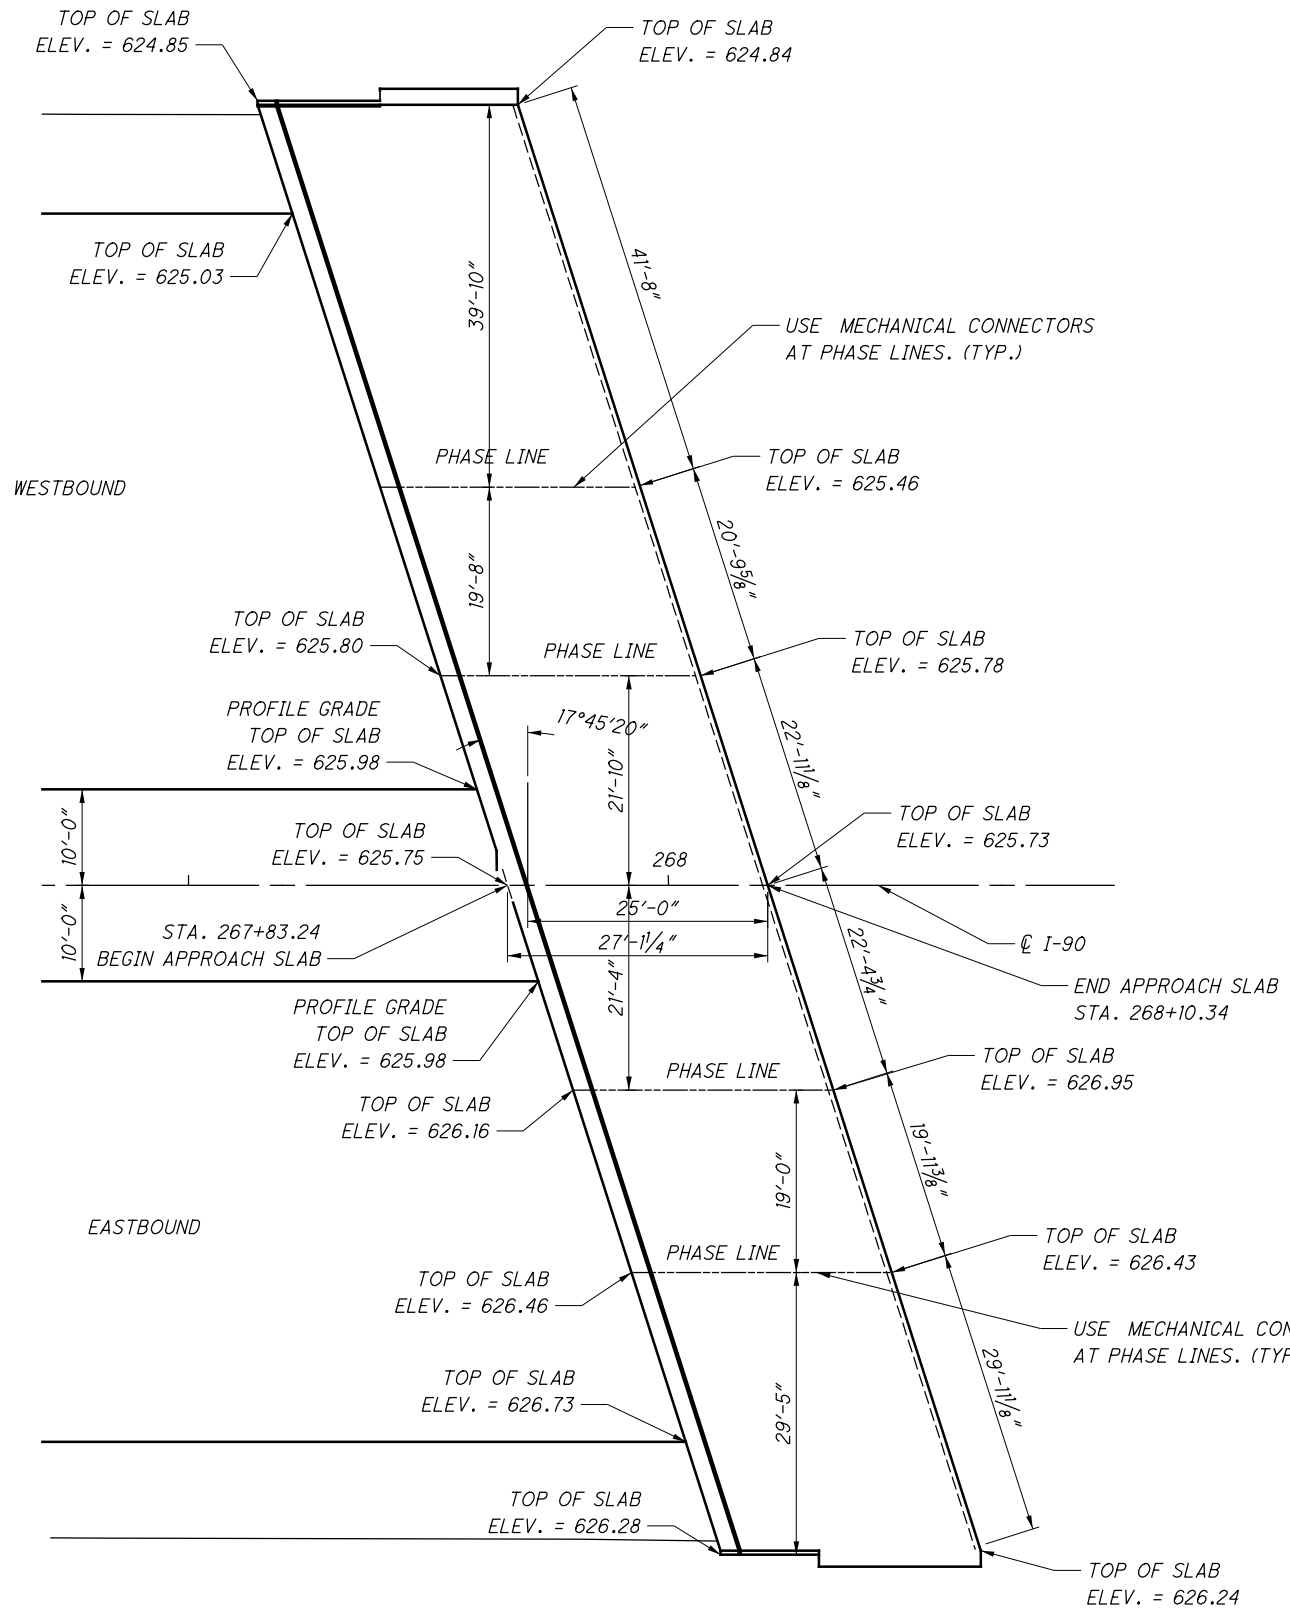 TOP OF SLAB
ELEV. = 624.85
TOP OF SLAB
ELEV. = 624.84
TOP OF SLAB
ELEV. = 625.03
39'-10"
41'-8"
USE MECHANICAL CONNECTORS
AT PHASE LINES. (TYP.)
PHASE LINE
TOP OF SLAB
ELEV. = 625.46
WESTBOUND
20'-9⅝"
19'-8"
TOP OF SLAB
ELEV. = 625.80
PHASE LINE
TOP OF SLAB
ELEV. = 625.78
PROFILE GRADE
TOP OF SLAB
ELEV. = 625.98
17°45'20"
21'-10"
22'-11⅛"
10'-0"
TOP OF SLAB
ELEV. = 625.75
268
TOP OF SLAB
ELEV. = 625.73
25'-0"
10'-0"
STA. 267+83.24
BEGIN APPROACH SLAB
27'-1¼"
℄ I-90
21'-4"
22'-4¾"
END APPROACH SLAB
STA. 268+10.34
PROFILE GRADE
TOP OF SLAB
ELEV. = 625.98
PHASE LINE
TOP OF SLAB
ELEV. = 626.95
TOP OF SLAB
ELEV. = 626.16
19'-0"
19'-11⅜"
EASTBOUND
PHASE LINE
TOP OF SLAB
ELEV. = 626.43
TOP OF SLAB
ELEV. = 626.46
USE MECHANICAL CON
AT PHASE LINES. (TYP
29'-5"
29'-11⅛"
TOP OF SLAB
ELEV. = 626.73
TOP OF SLAB
ELEV. = 626.28
TOP OF SLAB
ELEV. = 626.24